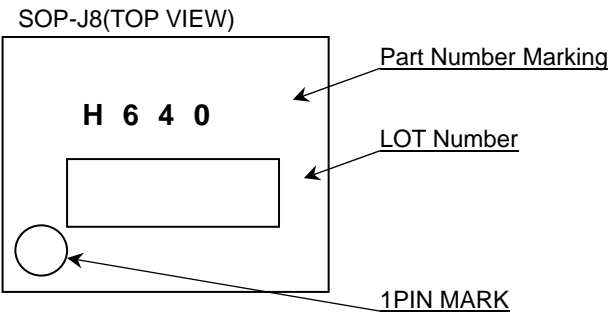 SOP-J8(TOP VIEW)
Part Number Marking
H 6 4 0
LOT Number
1PIN MARK